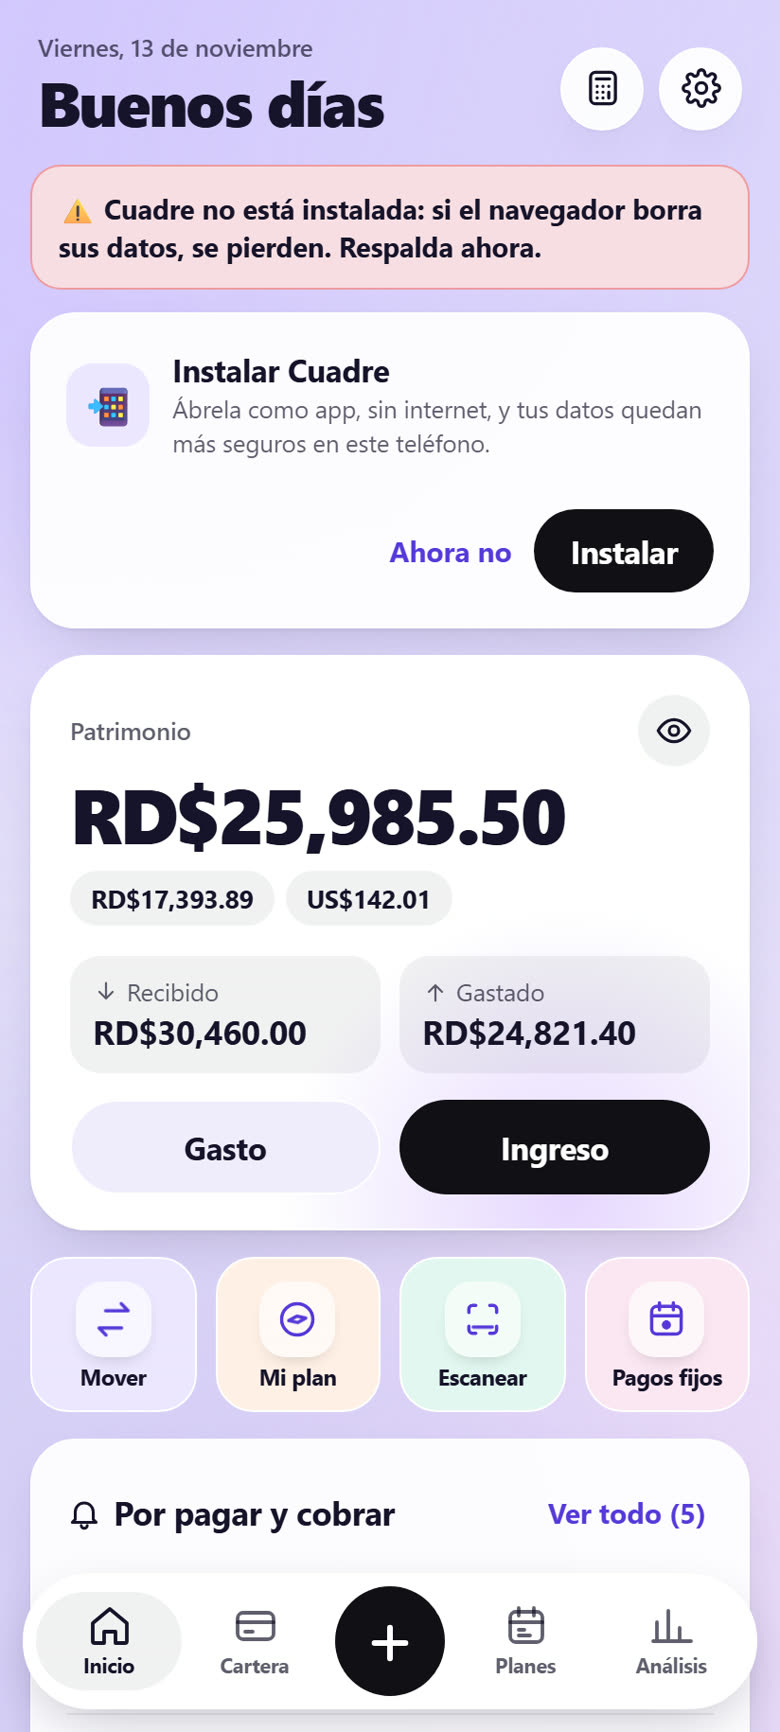 Viernes, 13 de noviembre
Buenos días
⚠️ Cuadre no está instalada: si el navegador borra
sus datos, se pierden. Respalda ahora.
Instalar Cuadre
Ábrela como app, sin internet, y tus datos quedan
más seguros en este teléfono.
Ahora no
Instalar
Patrimonio
RD$25,985.50
RD$17,393.89
US$142.01
↓ Recibido
RD$30,460.00
↑ Gastado
RD$24,821.40
Gasto
Ingreso
Mover
Mi plan
Escanear
Pagos fijos
Por pagar y cobrar
Ver todo (5)
Inicio
Cartera
Planes
Análisis